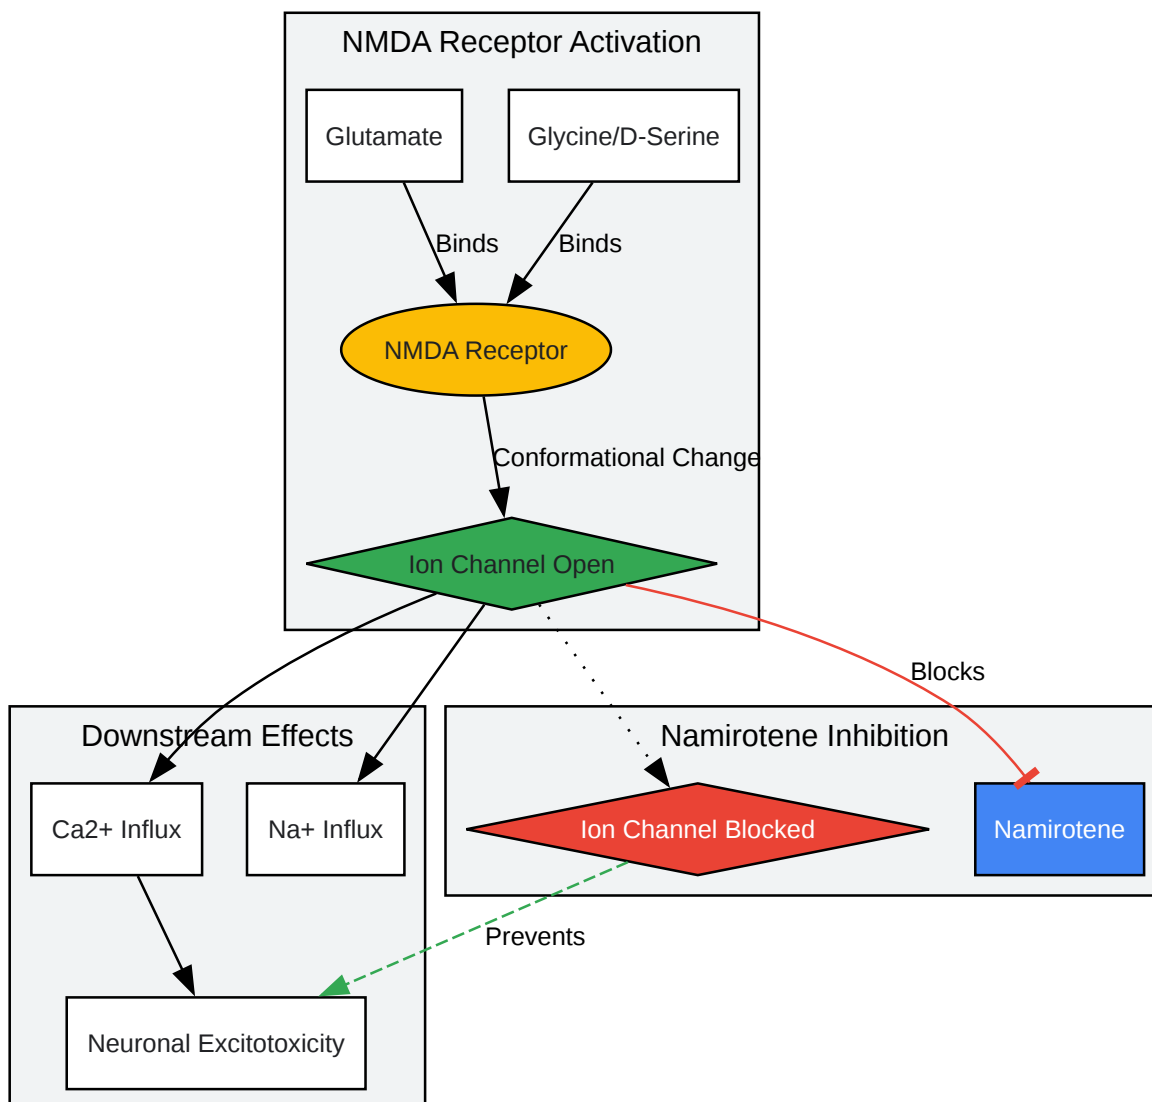 NMDA Receptor Activation
Glutamate
Glycine/D-Serine
Binds
Binds
NMDA Receptor
Conformational Change
Ion Channel Open
Blocks
Downstream Effects
Namirotene Inhibition
Ca2+ Influx
Na+ Influx
Ion Channel Blocked
Namirotene
Prevents
Neuronal Excitotoxicity